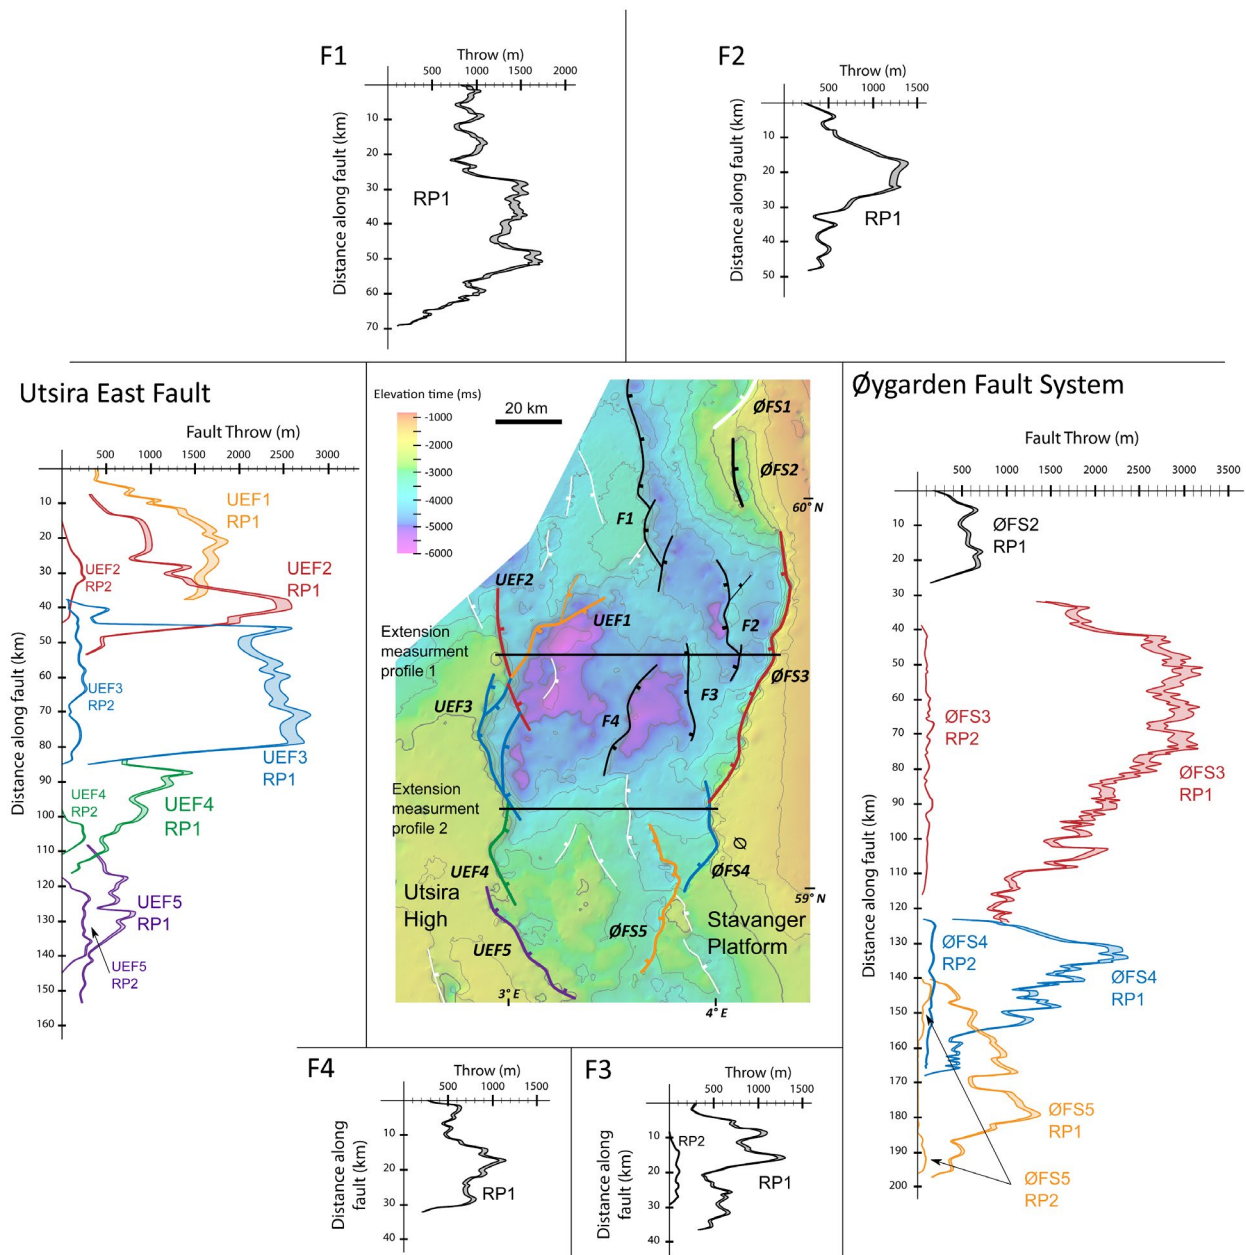 F1
Throw (m)
500 1000 1500 2000
Distance along fault (km)
10
20
30
40
50
60
70
RP1
F2
Throw (m)
500 1000 1500
Distance along fault (km)
10
20
30
40
50
RP1
Utsira East Fault
Fault Throw (m)
500 1000 1500 2000 2500 3000
Distance along fault (km)
10
20
30
40
50
60
70
80
90
100
110
120
130
140
150
160
UEF1
RP1
UEF2
RP2
UEF2
RP1
UEF3
RP2
UEF3
RP1
UEF4
RP2
UEF4
RP1
UEF5
RP1
UEF5
RP2
Elevation time (ms)
-1000
-2000
-3000
-4000
-5000
-6000
20 km
ØFS1
ØFS2
60° N
F1
UEF2
UEF1
F2
Extension
measurment
profile 1
ØFS3
UEF3
F3
F4
Extension
measurment
profile 2
Ø
UEF4
ØFS4
Utsira
High
59° N
ØFS5
Stavanger
Platform
UEF5
3° E
4° E
Øygarden Fault System
Fault Throw (m)
500 1000 1500 2000 2500 3000 3500
Distance along fault (km)
10
20
30
40
50
60
70
80
90
100
110
120
130
140
150
160
170
180
190
200
ØFS2
RP1
ØFS3
RP2
ØFS3
RP1
ØFS4
RP2
ØFS4
RP1
ØFS5
RP1
ØFS5
RP2
F4
Throw (m)
500 1000 1500
Distance along
fault (km)
10
20
30
40
RP1
F3
Throw (m)
500 1000 1500
Distance along
fault (km)
10
20
30
40
RP2
RP1